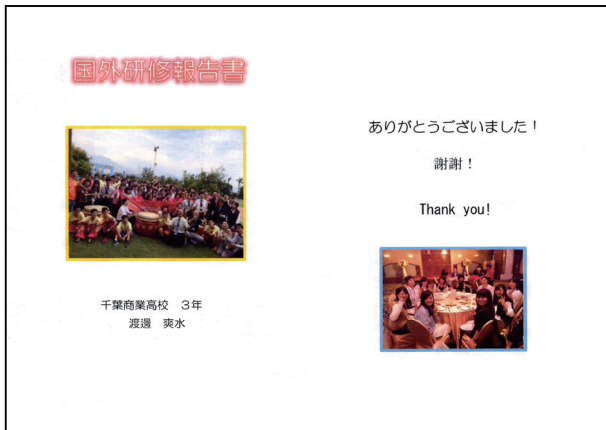 国外研修報告書
千葉商業高校　３年
渡邊　爽水
ありがとうございました！
謝謝！
Thank you!